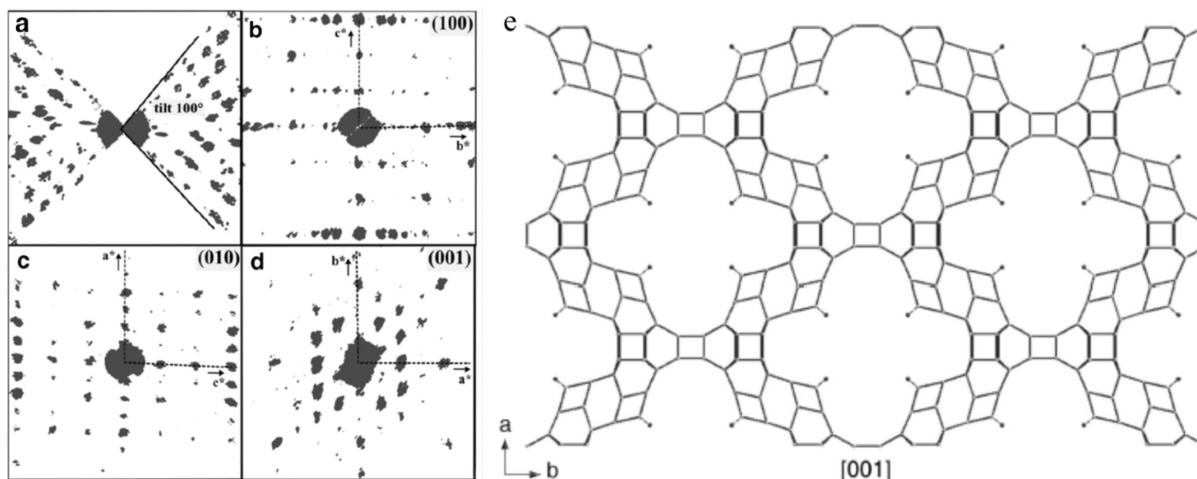 a
tilt 100°
b
(100)
c*
b*
c
(010)
a*
c*
d
(001)
b*
a*
e
a
b
[001]